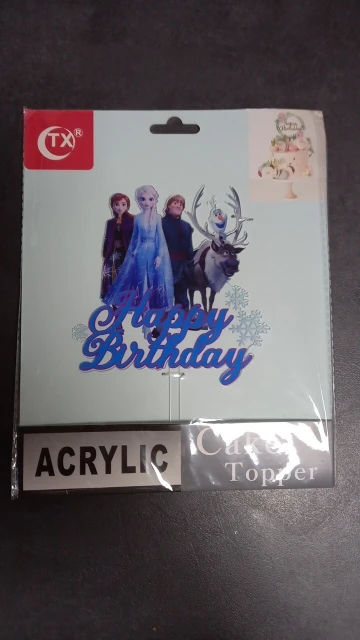 TX®
Happy
Birthday
ACRYLIC
Cake
Topper